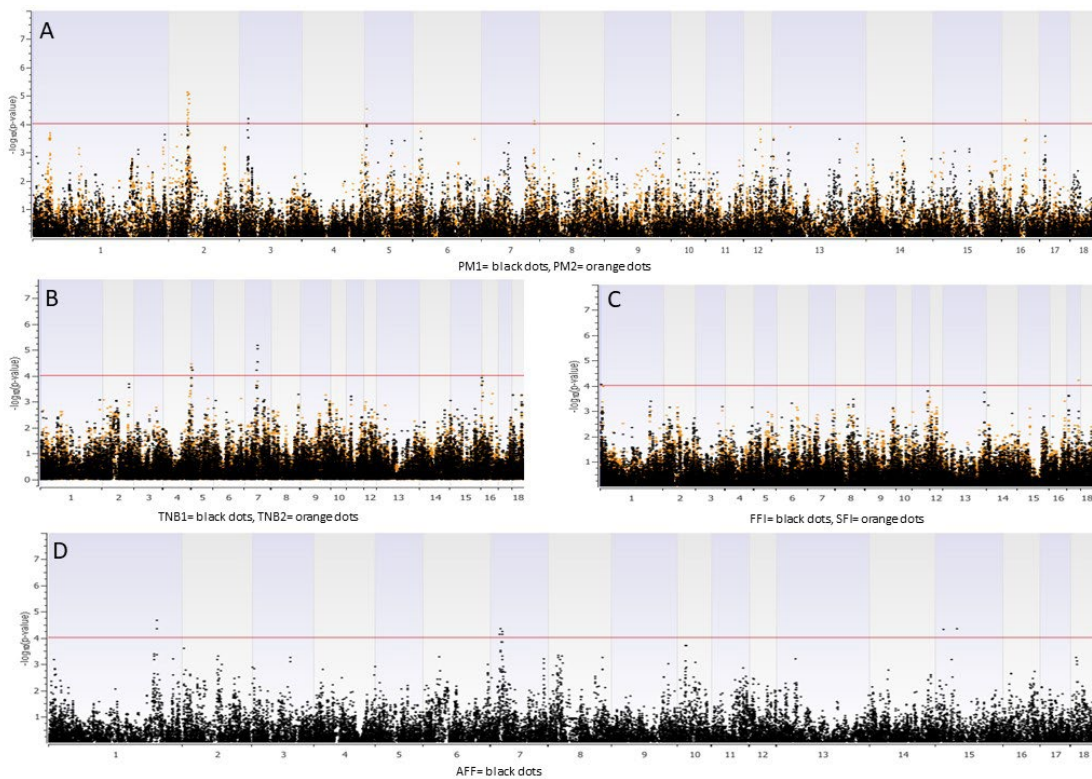 A
-log10(p-value)
7
6
5
4
3
2
1
1 2 3 4 5 6 7 8 9 10 11 12 13 14 15 16 17 18
PM1= black dots, PM2= orange dots
B
-log10(p-value)
7
6
5
4
3
2
1
0
1 2 3 4 5 6 7 8 9 10 12 13 14 15 16 18
TNB1= black dots, TNB2= orange dots
C
-log10(p-value)
7
6
5
4
3
2
1
1 2 3 4 5 6 7 8 9 10 12 13 14 15 16 18
FFI= black dots, SFI= orange dots
D
-log10(p-value)
7
6
5
4
3
2
1
1 2 3 4 5 6 7 8 9 10 11 12 13 14 15 16 17 18
AFF= black dots